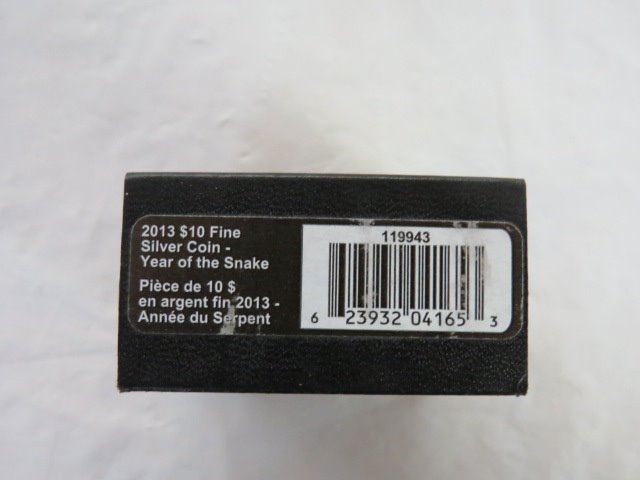 2013 $10 Fine
Silver Coin -
Year of the Snake
Pièce de 10 $
en argent fin 2013 -
Année du Serpent
119943
6 23932 04165 3